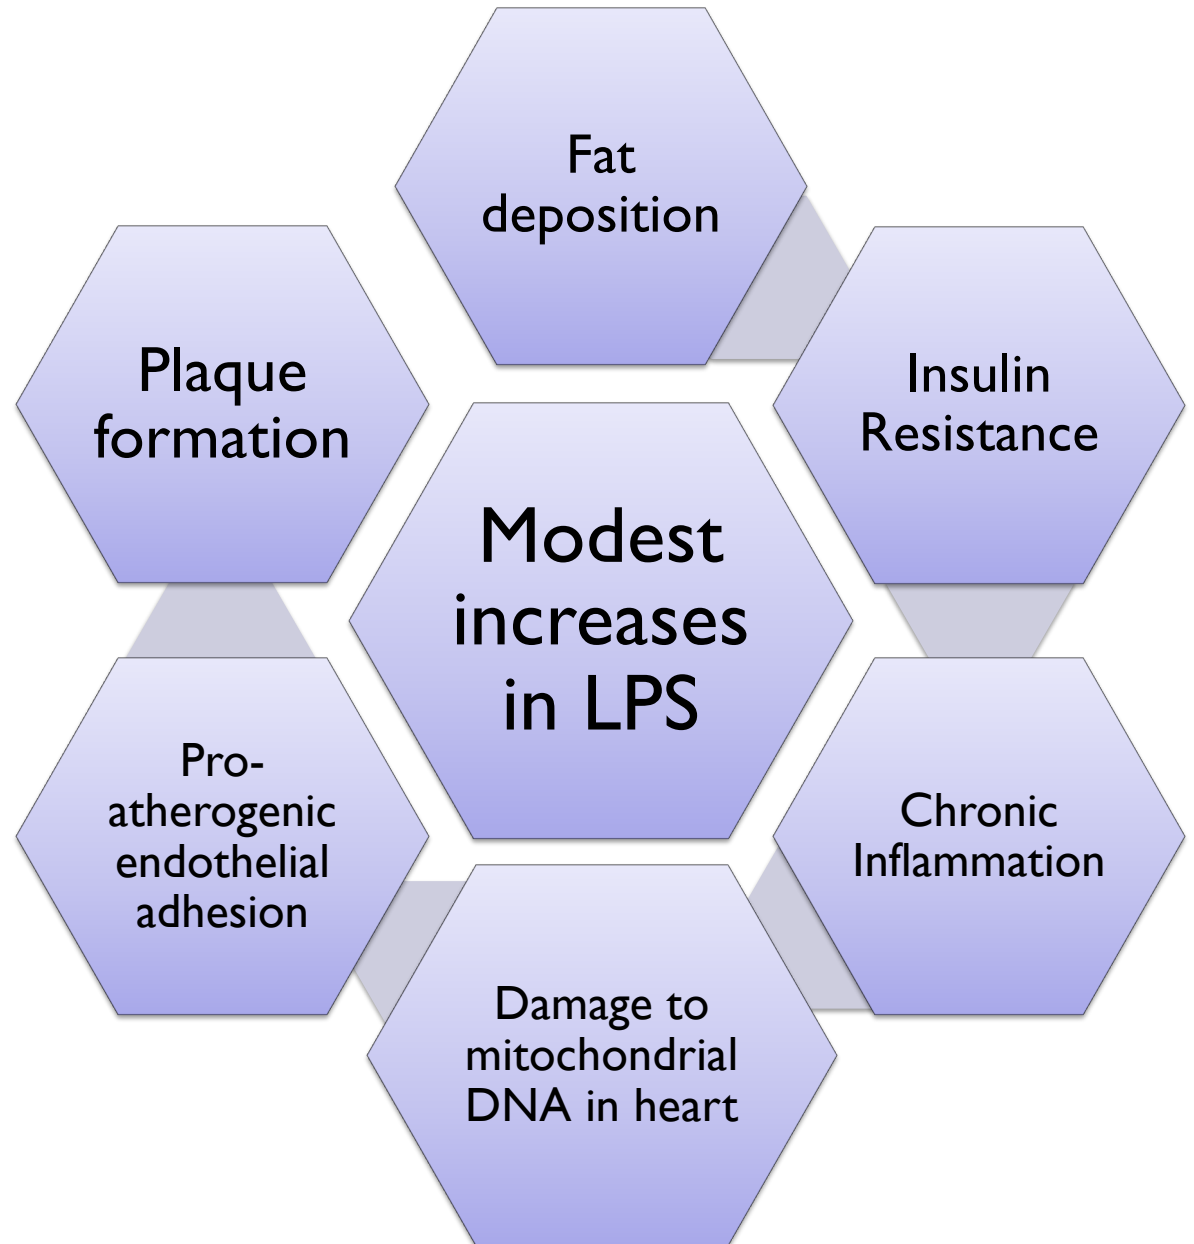 Fat
deposition
Plaque
formation
Insulin
Resistance
Modest
increases
in LPS
Pro-
atherogenic
endothelial
adhesion
Chronic
Inflammation
Damage to
mitochondrial
DNA in heart